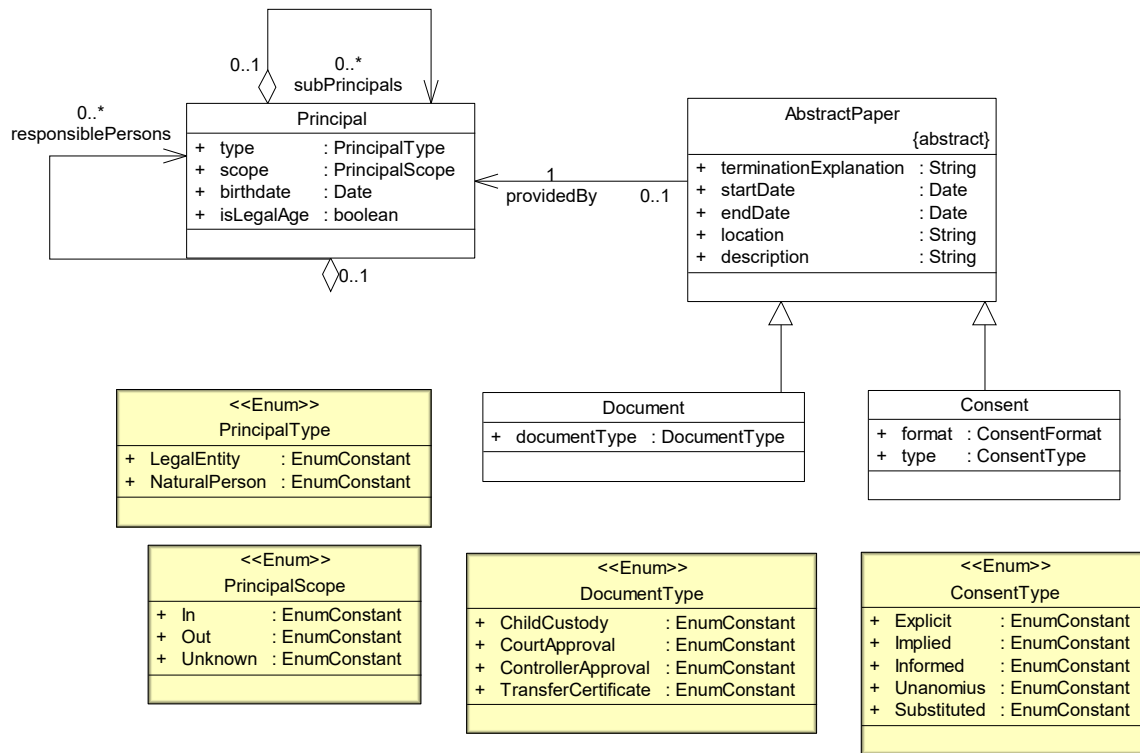 0..1
0..*
subPrincipals
0..*
responsiblePersons
Principal
+ type : PrincipalType
+ scope : PrincipalScope
+ birthdate : Date
+ isLegalAge : boolean
0..1
1
providedBy
0..1
AbstractPaper
{abstract}
+ terminationExplanation : String
+ startDate : Date
+ endDate : Date
+ location : String
+ description : String
Document
+ documentType : DocumentType
Consent
+ format : ConsentFormat
+ type : ConsentType
<<Enum>>
PrincipalType
+ LegalEntity : EnumConstant
+ NaturalPerson : EnumConstant
<<Enum>>
PrincipalScope
+ In : EnumConstant
+ Out : EnumConstant
+ Unknown : EnumConstant
<<Enum>>
DocumentType
+ ChildCustody : EnumConstant
+ CourtApproval : EnumConstant
+ ControllerApproval : EnumConstant
+ TransferCertificate : EnumConstant
<<Enum>>
ConsentType
+ Explicit : EnumConstant
+ Implied : EnumConstant
+ Informed : EnumConstant
+ Unanomius : EnumConstant
+ Substituted : EnumConstant